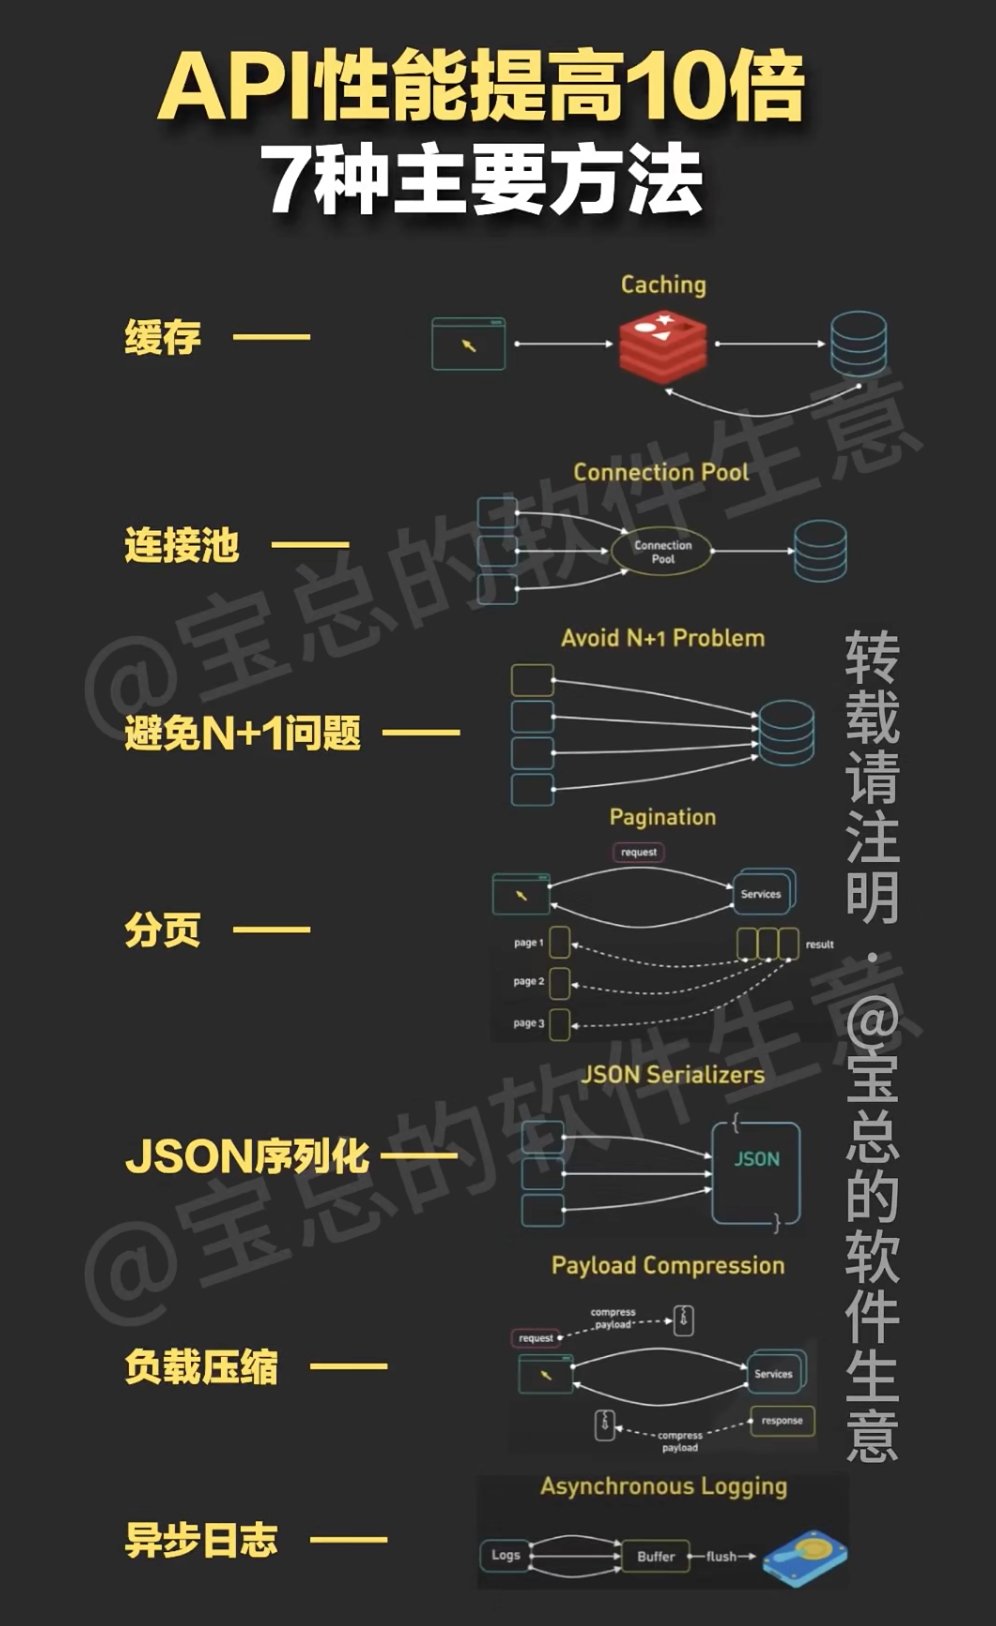 API性能提高10倍
7种主要方法
缓存
Caching
连接池
Connection Pool
Connection
Pool
避免N+1问题
Avoid N+1 Problem
分页
Pagination
request
Services
page 1
page 2
page 3
result
JSON序列化
JSON Serializers
{
JSON
}
负载压缩
Payload Compression
compress
payload
request
Services
response
compress
payload
异步日志
Asynchronous Logging
Logs
Buffer
flush
@宝总的软件生意
@宝总的软件生意
转载请注明·@宝总的软件生意